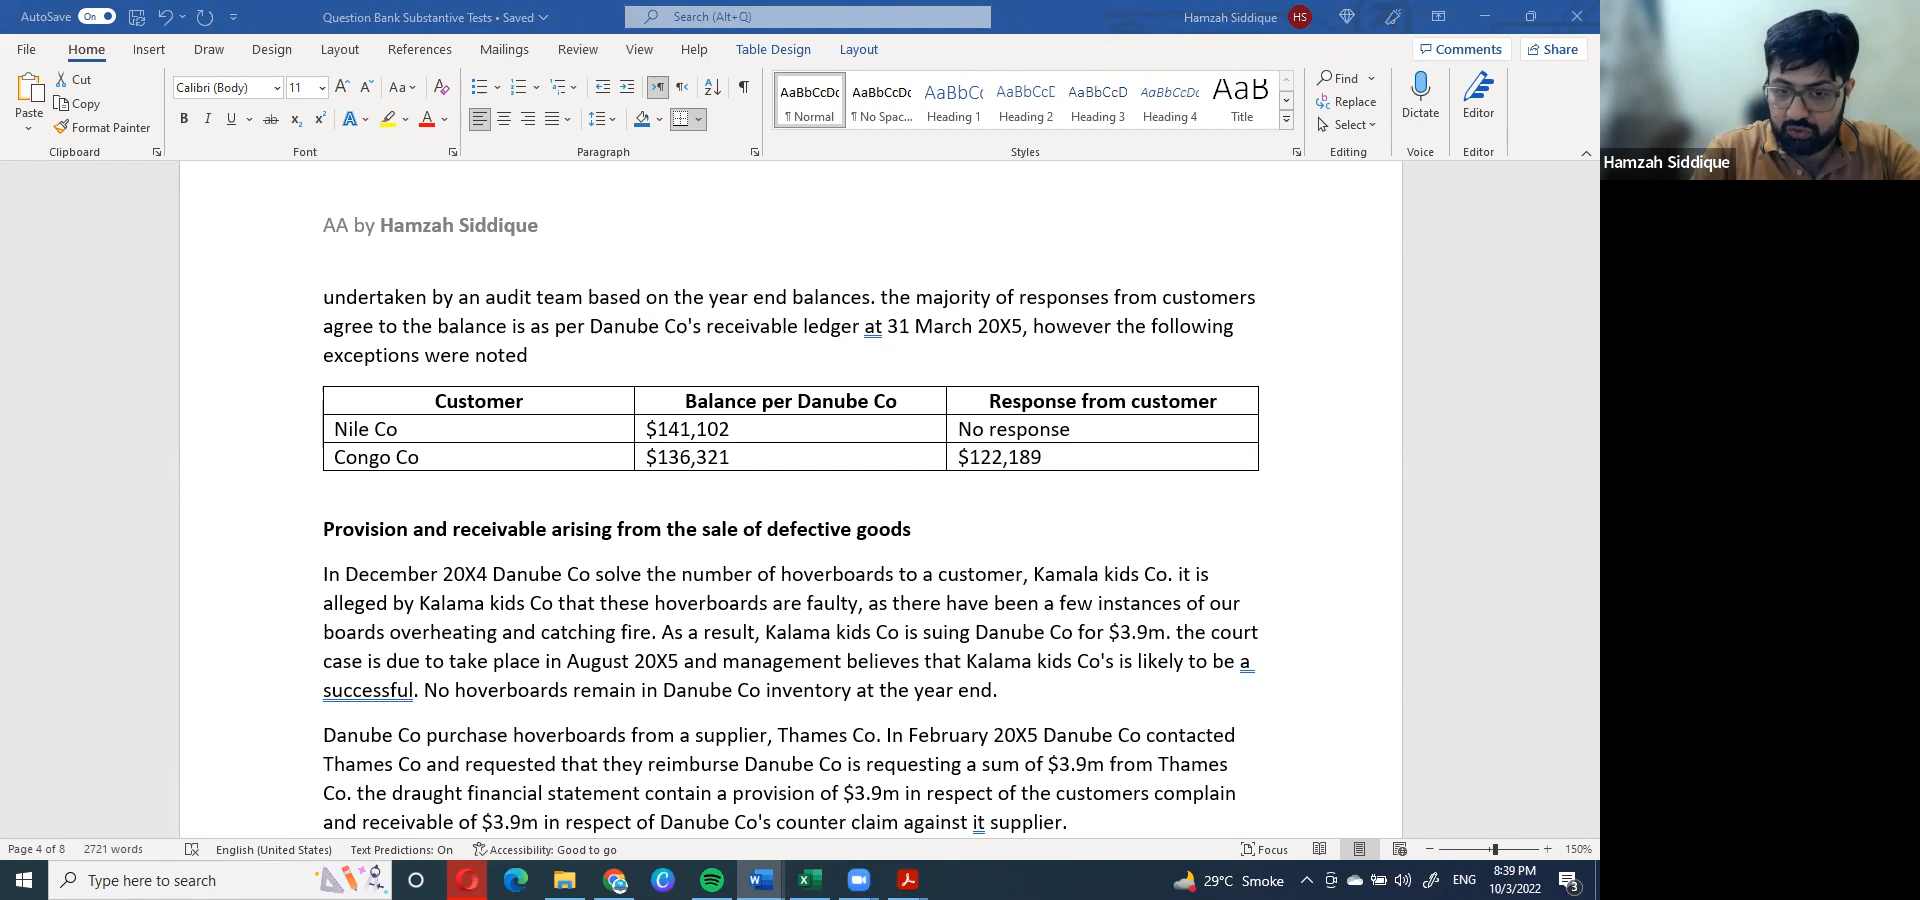 AutoSave On Question Bank Substantive Tests • Saved Search (Alt+Q) Hamzah Siddique HS
File Home Insert Draw Design Layout References Mailings Review View Help Table Design Layout Comments Share
Paste Cut Copy Format Painter
Calibri (Body) 11
AaBbCcDc AaBbCcDc AaBbC( AaBbCcD AaBbCcD AaBbCcDc AaB
¶ Normal ¶ No Spac... Heading 1 Heading 2 Heading 3 Heading 4 Title
Find Replace Select
Dictate Editor
Clipboard Font Paragraph Styles Editing Voice Editor
Hamzah Siddique
AA by Hamzah Siddique
undertaken by an audit team based on the year end balances. the majority of responses from customers
agree to the balance is as per Danube Co's receivable ledger at 31 March 20X5, however the following
exceptions were noted
Customer Balance per Danube Co Response from customer
Nile Co $141,102 No response
Congo Co $136,321 $122,189
Provision and receivable arising from the sale of defective goods
In December 20X4 Danube Co solve the number of hoverboards to a customer, Kamala kids Co. it is
alleged by Kalama kids Co that these hoverboards are faulty, as there have been a few instances of our
boards overheating and catching fire. As a result, Kalama kids Co is suing Danube Co for $3.9m. the court
case is due to take place in August 20X5 and management believes that Kalama kids Co's is likely to be a
successful. No hoverboards remain in Danube Co inventory at the year end.
Danube Co purchase hoverboards from a supplier, Thames Co. In February 20X5 Danube Co contacted
Thames Co and requested that they reimburse Danube Co is requesting a sum of $3.9m from Thames
Co. the draught financial statement contain a provision of $3.9m in respect of the customers complain
and receivable of $3.9m in respect of Danube Co's counter claim against it supplier.
Page 4 of 8 2721 words English (United States) Text Predictions: On Accessibility: Good to go Focus 150%
Type here to search 29°C Smoke ENG 8:39 PM
10/3/2022 3